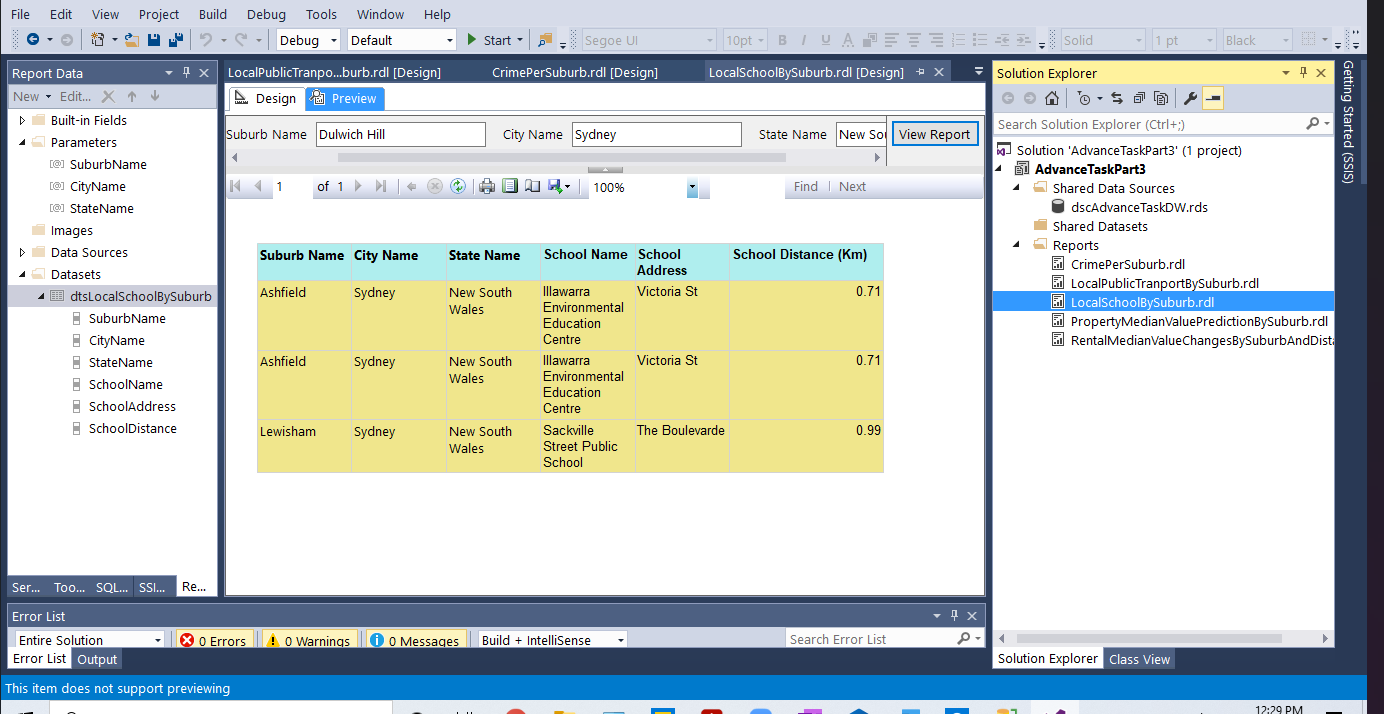 File Edit View Project Build Debug Tools Window Help
Debug Default Start Segoe UI 10pt B I U A Solid 1 pt Black
Report Data
New Edit...
Built-in Fields
Parameters
SuburbName
CityName
StateName
Images
Data Sources
Datasets
dtsLocalSchoolBySuburb
SuburbName
CityName
StateName
SchoolName
SchoolAddress
SchoolDistance
Ser... Too... SQL... SSI... Re...
LocalPublicTranpo...burb.rdl [Design] CrimePerSuburb.rdl [Design] LocalSchoolBySuburb.rdl [Design]
Design Preview
Suburb Name Dulwich Hill City Name Sydney State Name New Sou View Report
1 of 1 100% Find Next
Suburb Name City Name State Name School Name School Address School Distance (Km)
Ashfield Sydney New South Wales Illawarra Environmental Education Centre Victoria St 0.71
Ashfield Sydney New South Wales Illawarra Environmental Education Centre Victoria St 0.71
Lewisham Sydney New South Wales Sackville Street Public School The Boulevarde 0.99
Solution Explorer
Search Solution Explorer (Ctrl+;)
Solution 'AdvanceTaskPart3' (1 project)
AdvanceTaskPart3
Shared Data Sources
dscAdvanceTaskDW.rds
Shared Datasets
Reports
CrimePerSuburb.rdl
LocalPublicTranportBySuburb.rdl
LocalSchoolBySuburb.rdl
PropertyMedianValuePredictionBySuburb.rdl
RentalMedianValueChangesBySuburbAndDista
Solution Explorer Class View
Getting Started (SSIS)
Error List
Entire Solution 0 Errors 0 Warnings 0 Messages Build + IntelliSense Search Error List
Error List Output
This item does not support previewing
12:29 PM